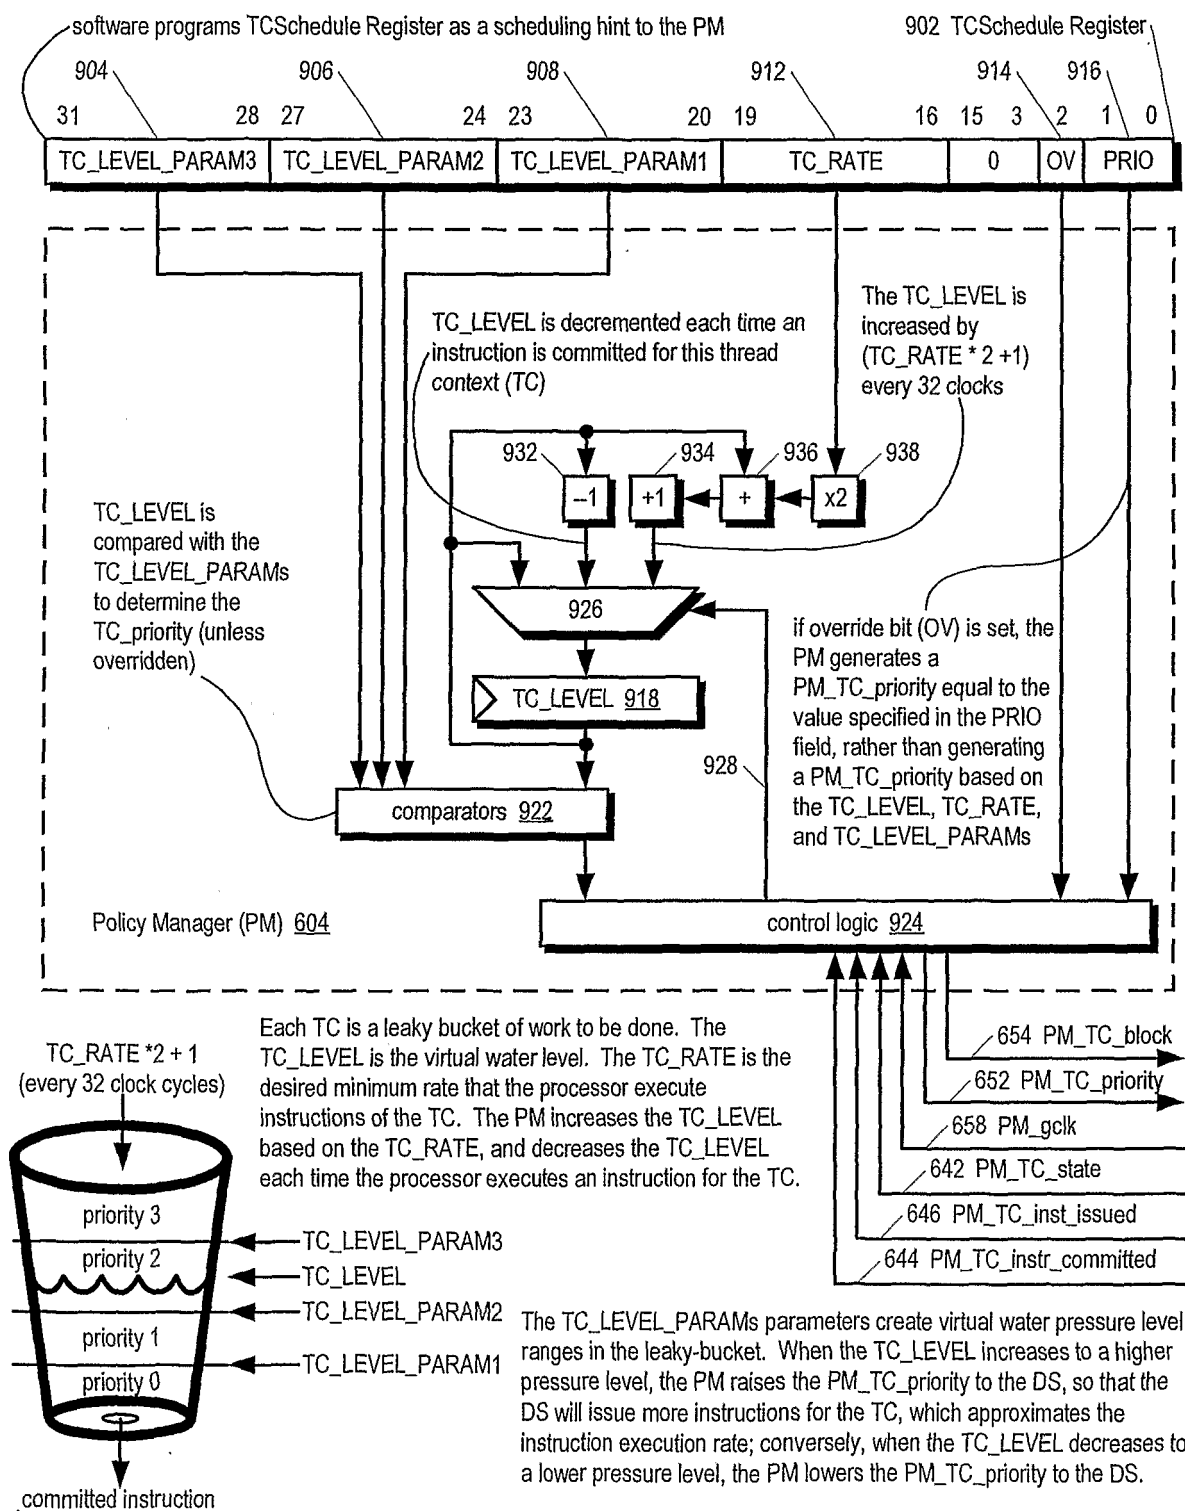 software programs TCSchedule Register as a scheduling hint to the PM
902 TCSchedule Register
904
906
908
912
914
916
31 28 27 24 23 20 19 16 15 3 2 1 0
TC_LEVEL_PARAM3 TC_LEVEL_PARAM2 TC_LEVEL_PARAM1 TC_RATE 0 OV PRIO
TC_LEVEL is decremented each time an
instruction is committed for this thread
context (TC)
The TC_LEVEL is
increased by
(TC_RATE * 2 +1)
every 32 clocks
932 934 936 938
–1 +1 + x2
TC_LEVEL is
compared with the
TC_LEVEL_PARAMs
to determine the
TC_priority (unless
overridden)
926
TC_LEVEL 918
928
comparators 922
if override bit (OV) is set, the
PM generates a
PM_TC_priority equal to the
value specified in the PRIO
field, rather than generating
a PM_TC_priority based on
the TC_LEVEL, TC_RATE,
and TC_LEVEL_PARAMs
Policy Manager (PM) 604
control logic 924
654 PM_TC_block
652 PM_TC_priority
658 PM_gclk
642 PM_TC_state
646 PM_TC_inst_issued
644 PM_TC_instr_committed
TC_RATE *2 + 1
(every 32 clock cycles)
Each TC is a leaky bucket of work to be done. The
TC_LEVEL is the virtual water level. The TC_RATE is the
desired minimum rate that the processor execute
instructions of the TC. The PM increases the TC_LEVEL
based on the TC_RATE, and decreases the TC_LEVEL
each time the processor executes an instruction for the TC.
priority 3
TC_LEVEL_PARAM3
priority 2
TC_LEVEL
TC_LEVEL_PARAM2
priority 1
TC_LEVEL_PARAM1
priority 0
committed instruction
The TC_LEVEL_PARAMs parameters create virtual water pressure level
ranges in the leaky-bucket. When the TC_LEVEL increases to a higher
pressure level, the PM raises the PM_TC_priority to the DS, so that the
DS will issue more instructions for the TC, which approximates the
instruction execution rate; conversely, when the TC_LEVEL decreases to
a lower pressure level, the PM lowers the PM_TC_priority to the DS.